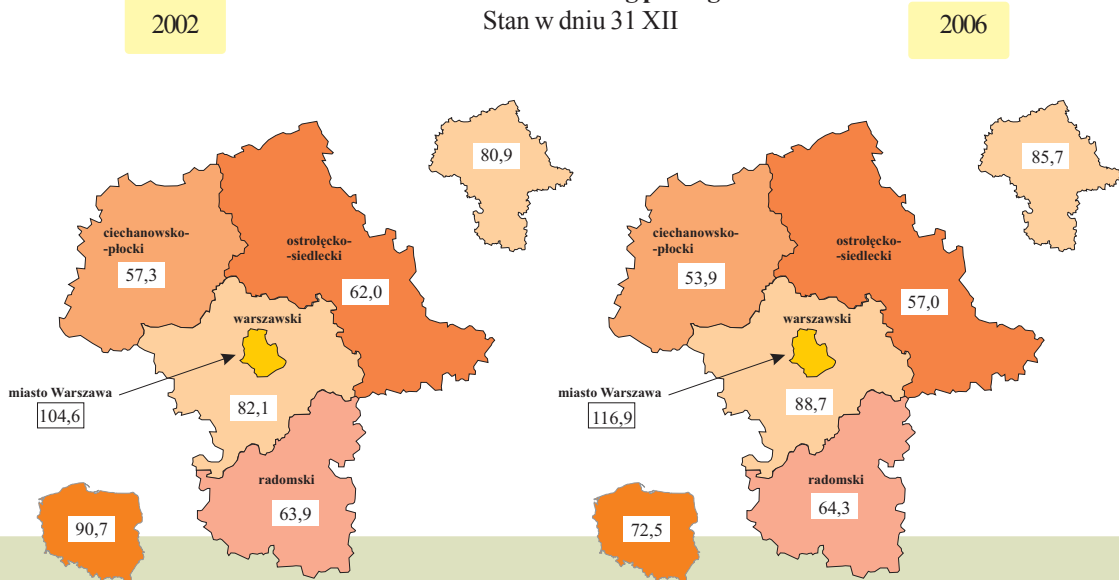 2002
Stan w dniu 31 XII
2006
80,9
ciechanowsko-
-płocki
57,3
ostrołęcko-
-siedlecki
62,0
warszawski
miasto Warszawa
104,6
82,1
radomski
63,9
90,7
85,7
ciechanowsko-
-płocki
53,9
ostrołęcko-
-siedlecki
57,0
warszawski
miasto Warszawa
116,9
88,7
radomski
64,3
72,5